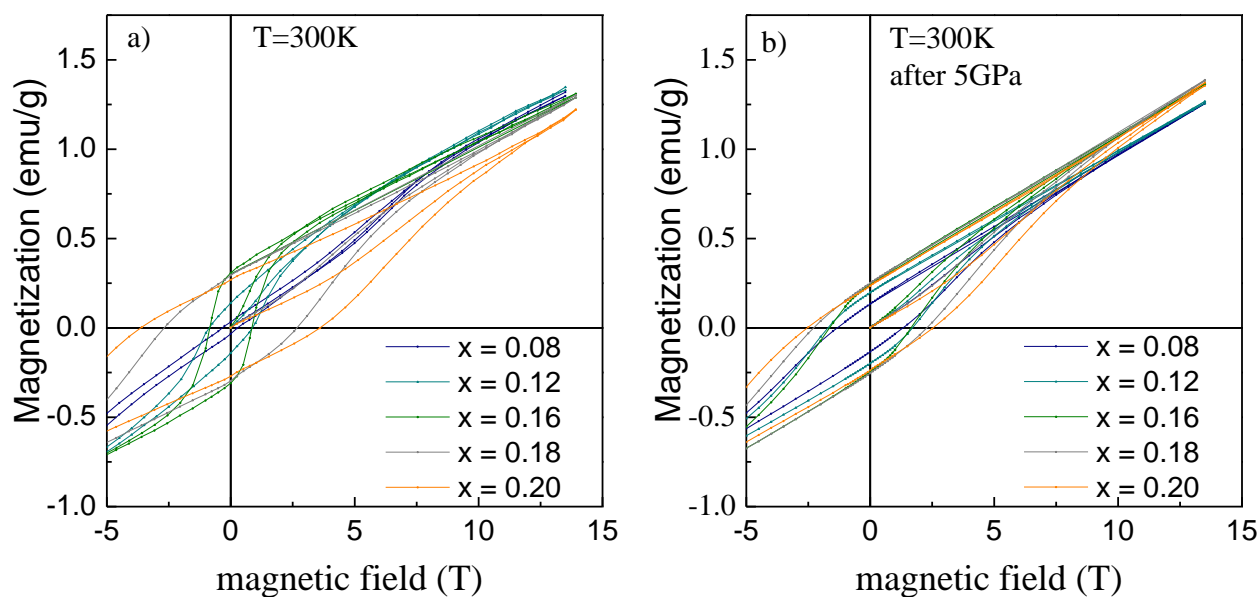 a)
T=300K
Magnetization (emu/g)
1.5
1.0
0.5
0.0
-0.5
-1.0
x = 0.08
x = 0.12
x = 0.16
x = 0.18
x = 0.20
-5
0
5
10
15
magnetic field (T)
b)
T=300K
after 5GPa
Magnetization (emu/g)
1.5
1.0
0.5
0.0
-0.5
-1.0
x = 0.08
x = 0.12
x = 0.16
x = 0.18
x = 0.20
-5
0
5
10
15
magnetic field (T)